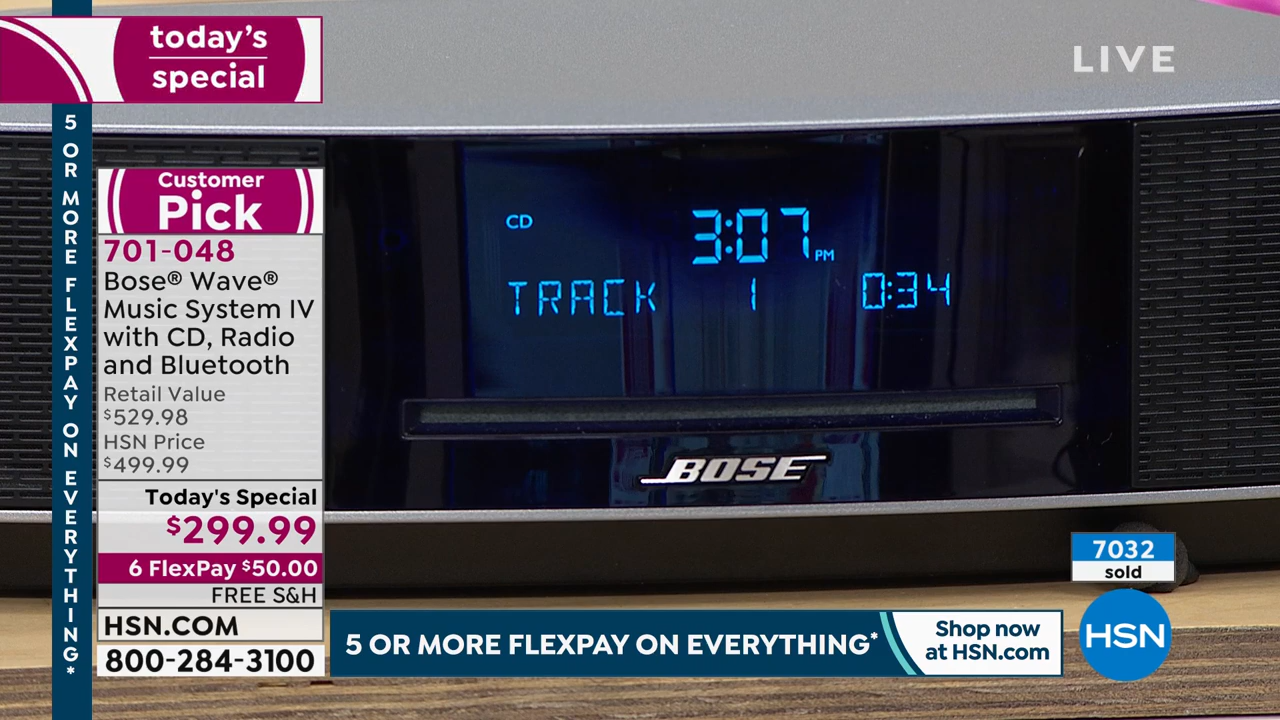 today's
special
LIVE
5 OR MORE FLEXPAY ON EVERYTHING*
Customer
Pick
701-048
Bose® Wave®
Music System IV
with CD, Radio
and Bluetooth
Retail Value
$529.98
HSN Price
$499.99
Today's Special
$299.99
6 FlexPay $50.00
FREE S&H
HSN.COM
800-284-3100
CD
3:07 PM
TRACK 1 0:34
BOSE
7032
sold
5 OR MORE FLEXPAY ON EVERYTHING*
Shop now
at HSN.com
HSN